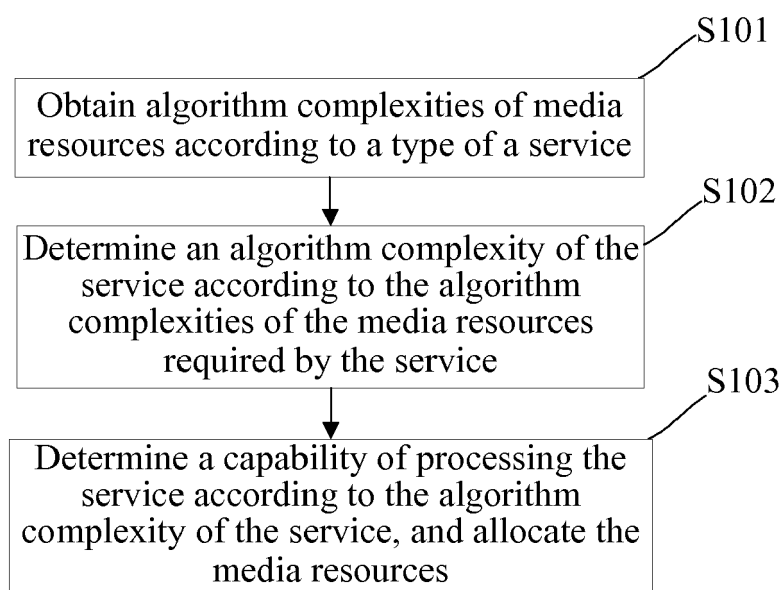 S101
Obtain algorithm complexities of media
resources according to a type of a service
S102
Determine an algorithm complexity of the
service according to the algorithm
complexities of the media resources
required by the service
S103
Determine a capability of processing the
service according to the algorithm
complexity of the service, and allocate the
media resources